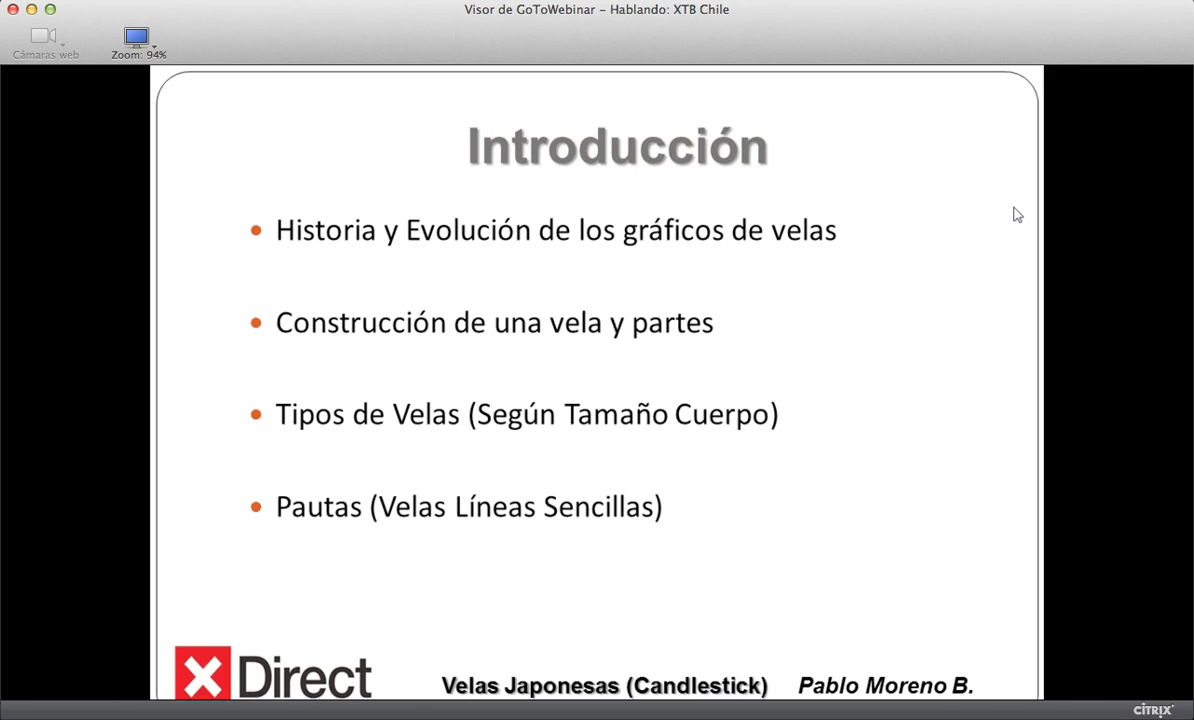 Visor de GoToWebinar – Hablando: XTB Chile
Cámaras web
Zoom: 94%
Introducción
• Historia y Evolución de los gráficos de velas
• Construcción de una vela y partes
• Tipos de Velas (Según Tamaño Cuerpo)
• Pautas (Velas Líneas Sencillas)
X Direct
Velas Japonesas (Candlestick) Pablo Moreno B.
CITRIX